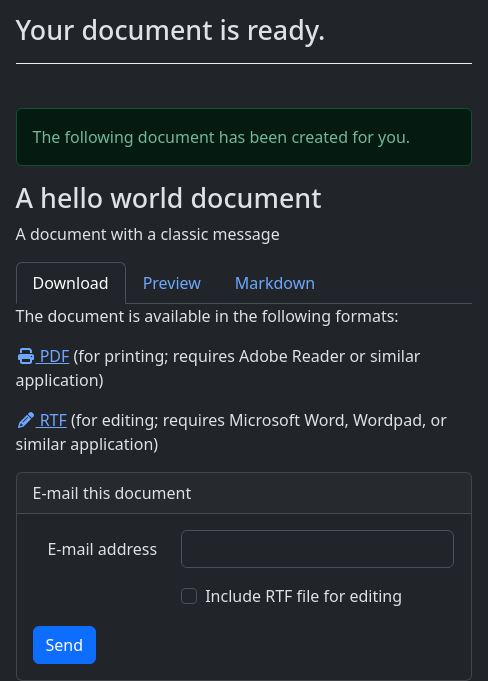 Your document is ready.
The following document has been created for you.
A hello world document
A document with a classic message
Download Preview Markdown
The document is available in the following formats:
PDF (for printing; requires Adobe Reader or similar
application)
RTF (for editing; requires Microsoft Word, Wordpad, or
similar application)
E-mail this document
E-mail address
Include RTF file for editing
Send